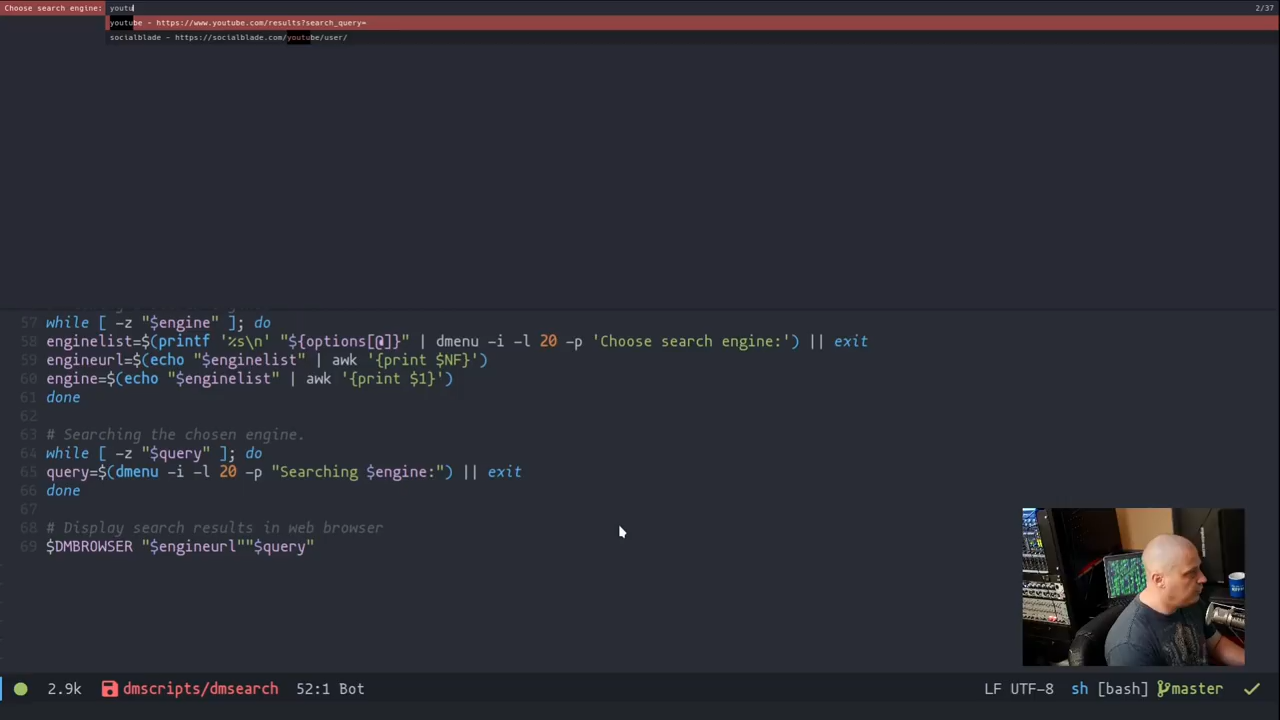 Choose search engine: youtu 2/37
youtube - https://www.youtube.com/results?search_query=
socialblade - https://socialblade.com/youtube/user/
57 while [ -z "$engine" ]; do
58 enginelist=$(printf '%s\n' "${options[@]}" | dmenu -i -l 20 -p 'Choose search engine:') || exit
59 engineurl=$(echo "$enginelist" | awk '{print $NF}')
60 engine=$(echo "$enginelist" | awk '{print $1}')
61 done
62
63 # Searching the chosen engine.
64 while [ -z "$query" ]; do
65 query=$(dmenu -i -l 20 -p "Searching $engine:") || exit
66 done
67
68 # Display search results in web browser
69 $DMBROWSER "$engineurl""$query"
2.9k dmscripts/dmsearch 52:1 Bot LF UTF-8 sh [bash] master